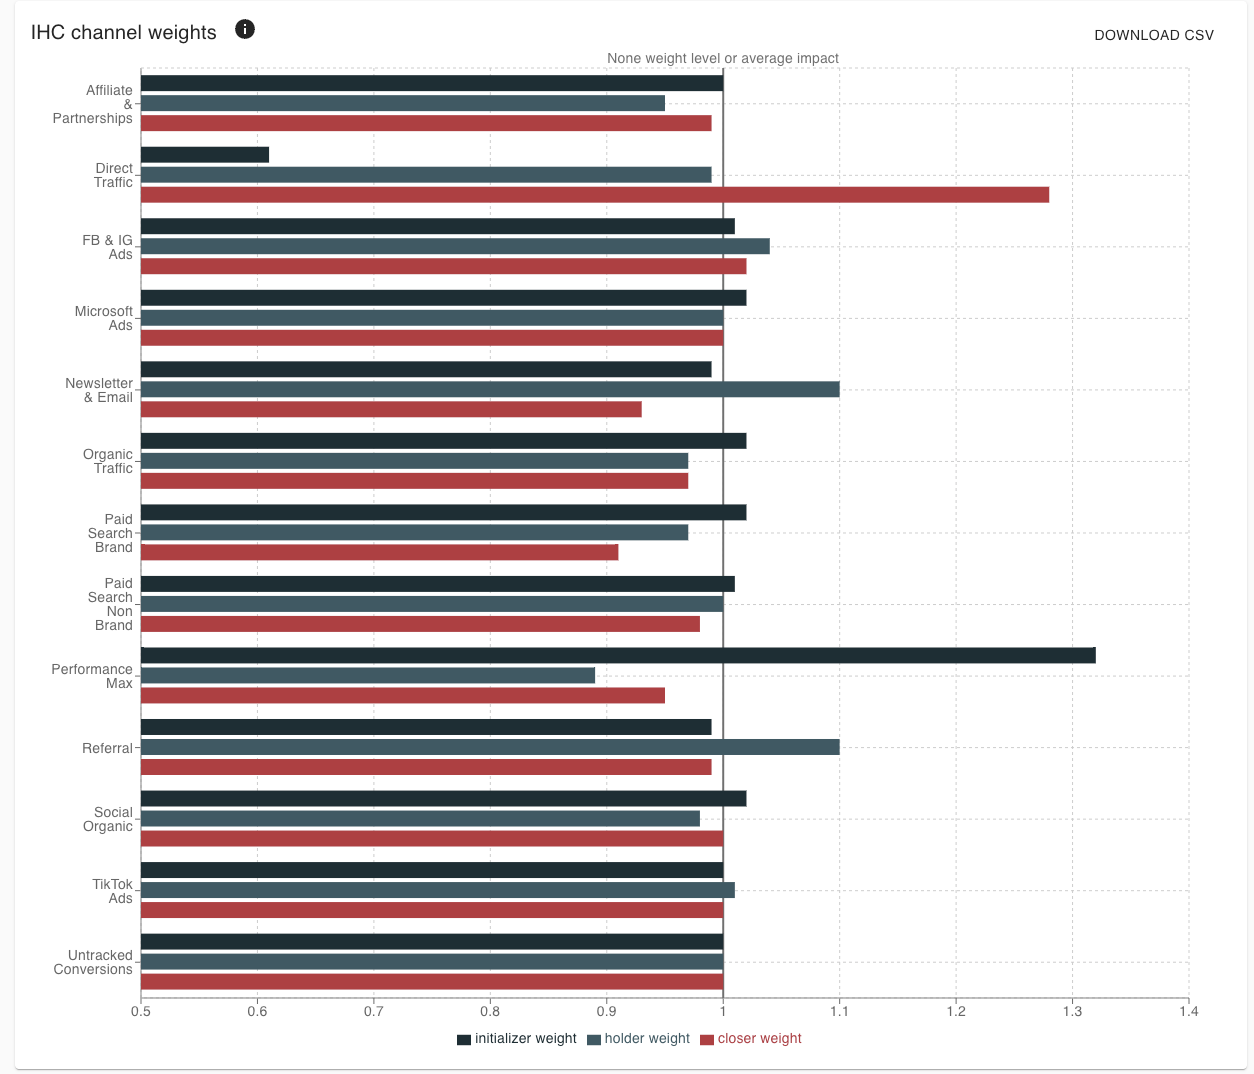 IHC channel weights
DOWNLOAD CSV
None weight level or average impact
Affiliate
&
Partnerships
Direct
Traffic
FB & IG
Ads
Microsoft
Ads
Newsletter
& Email
Organic
Traffic
Paid
Search
Brand
Paid
Search
Non
Brand
Performance
Max
Referral
Social
Organic
TikTok
Ads
Untracked
Conversions
0.5 0.6 0.7 0.8 0.9 1 1.1 1.2 1.3 1.4
initializer weight holder weight closer weight